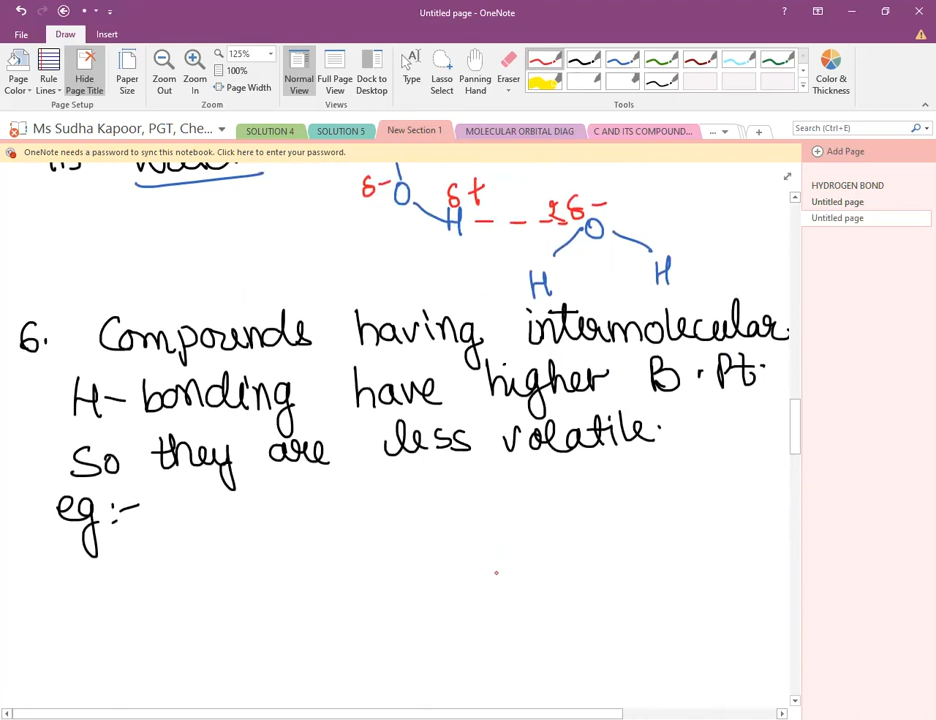 Untitled page - OneNote
File Draw Insert
Page Color Rule Lines Hide Page Title Paper Size Zoom Out Zoom In 125% 100% Page Width Normal View Full Page View Dock to Desktop Type Lasso Select Panning Hand Eraser Color & Thickness
Page Setup Zoom Views Tools
Ms Sudha Kapoor, PGT, Che... SOLUTION 4 SOLUTION 5 New Section 1 MOLECULAR ORBITAL DIAG C AND ITS COMPOUND... ... Search (Ctrl+E)
OneNote needs a password to sync this notebook. Click here to enter your password.
Add Page
HYDROGEN BOND
Untitled page
Untitled page
δ- O δ+
H - - - δ- O
H H
6. Compounds having intermolecular
H-bonding have higher B.Pt.
So they are less volatile.
eg:-